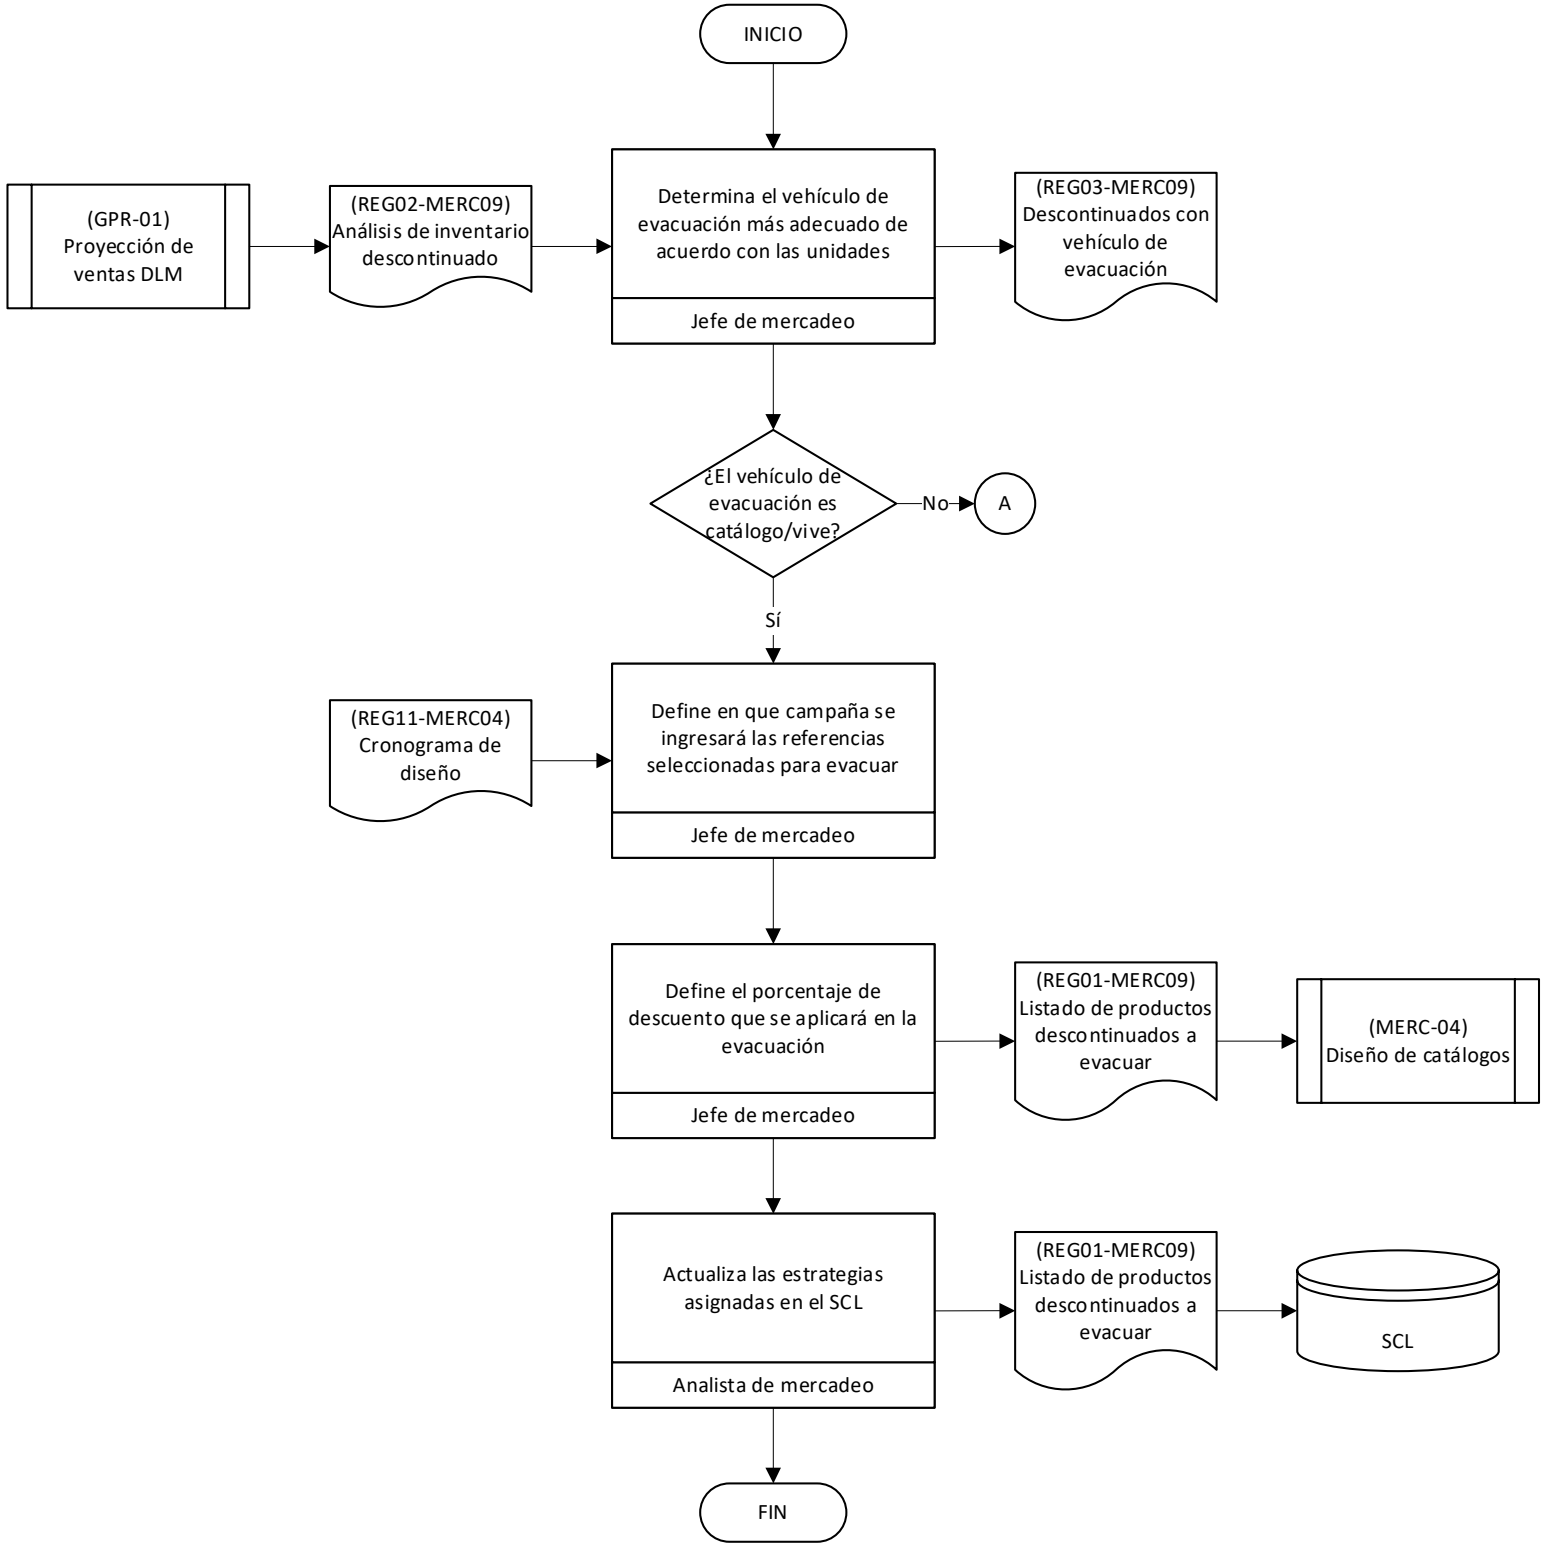 INICIO
(GPR-01)
Proyección de
ventas DLM
(REG02-MERC09)
Análisis de inventario
descontinuado
Determina el vehículo de
evacuación más adecuado de
acuerdo con las unidades
Jefe de mercadeo
(REG03-MERC09)
Descontinuados con
vehículo de
evacuación
¿El vehículo de
evacuación es
catálogo/vive?
No
A
Sí
(REG11-MERC04)
Cronograma de
diseño
Define en que campaña se
ingresará las referencias
seleccionadas para evacuar
Jefe de mercadeo
Define el porcentaje de
descuento que se aplicará en la
evacuación
Jefe de mercadeo
(REG01-MERC09)
Listado de productos
descontinuados a
evacuar
(MERC-04)
Diseño de catálogos
Actualiza las estrategias
asignadas en el SCL
Analista de mercadeo
(REG01-MERC09)
Listado de productos
descontinuados a
evacuar
SCL
FIN